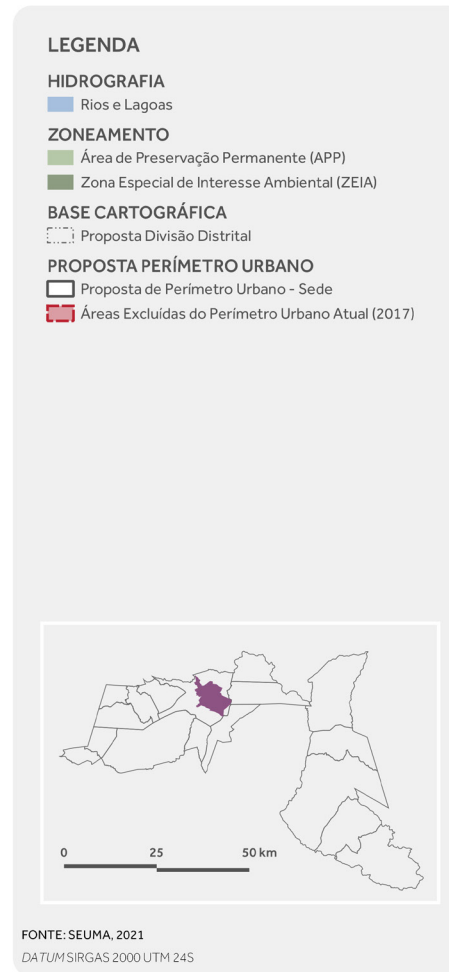 LEGENDA
HIDROGRAFIA
Rios e Lagoas
ZONEAMENTO
Área de Preservação Permanente (APP)
Zona Especial de Interesse Ambiental (ZEIA)
BASE CARTOGRÁFICA
Proposta Divisão Distrital
PROPOSTA PERÍMETRO URBANO
Proposta de Perímetro Urbano - Sede
Áreas Excluídas do Perímetro Urbano Atual (2017)
0 25 50 km
FONTE: SEUMA, 2021
DATUM SIRGAS 2000 UTM 24S